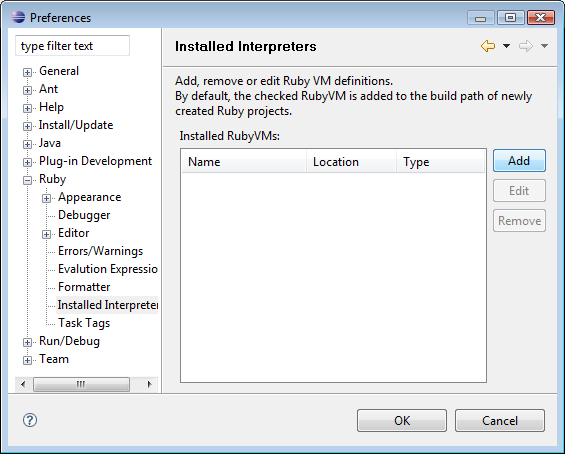 Preferences
type filter text
General
Ant
Help
Install/Update
Java
Plug-in Development
Ruby
Appearance
Debugger
Editor
Errors/Warnings
Evalution Expressio
Formatter
Installed Interpreter
Task Tags
Run/Debug
Team
Installed Interpreters
Add, remove or edit Ruby VM definitions.
By default, the checked RubyVM is added to the build path of newly
created Ruby projects.
Installed RubyVMs:
Name Location Type
Add
Edit
Remove
?
OK Cancel